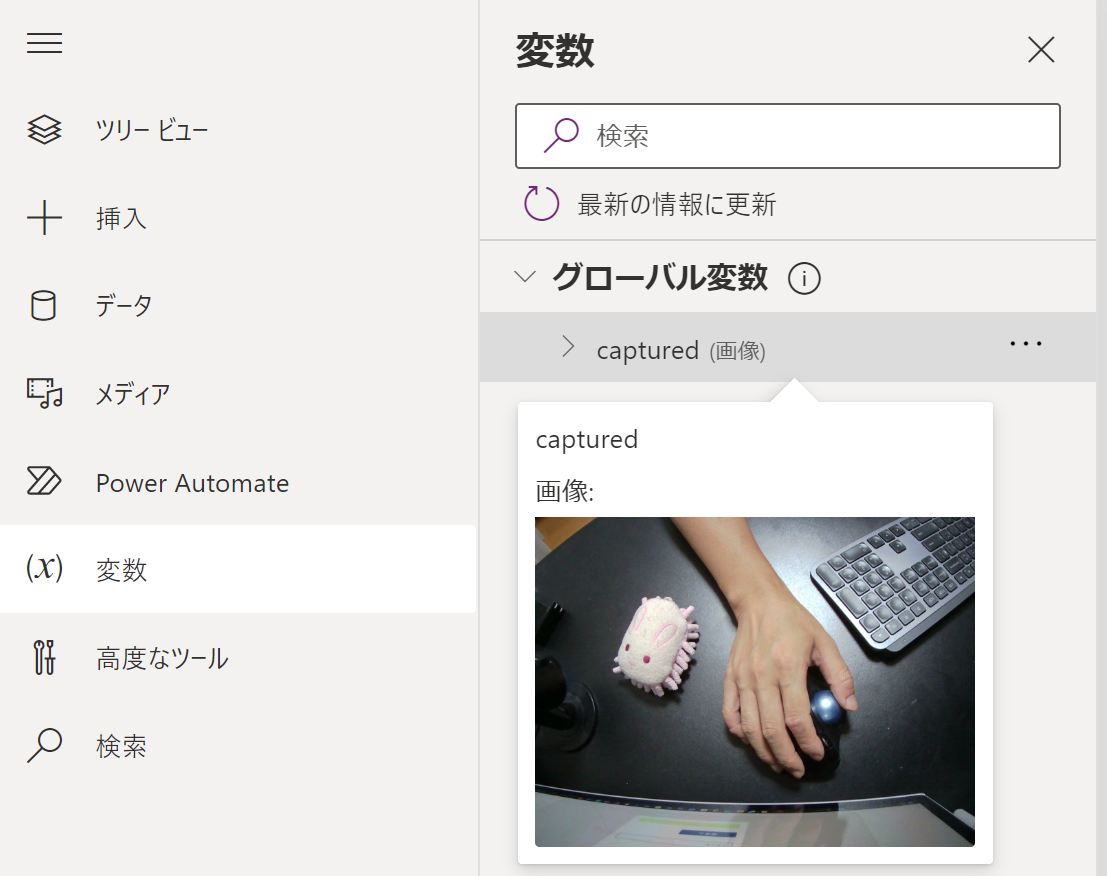 ツリー ビュー
挿入
データ
メディア
Power Automate
(x) 変数
高度なツール
検索
変数
検索
最新の情報に更新
グローバル変数
captured (画像)
captured
画像: